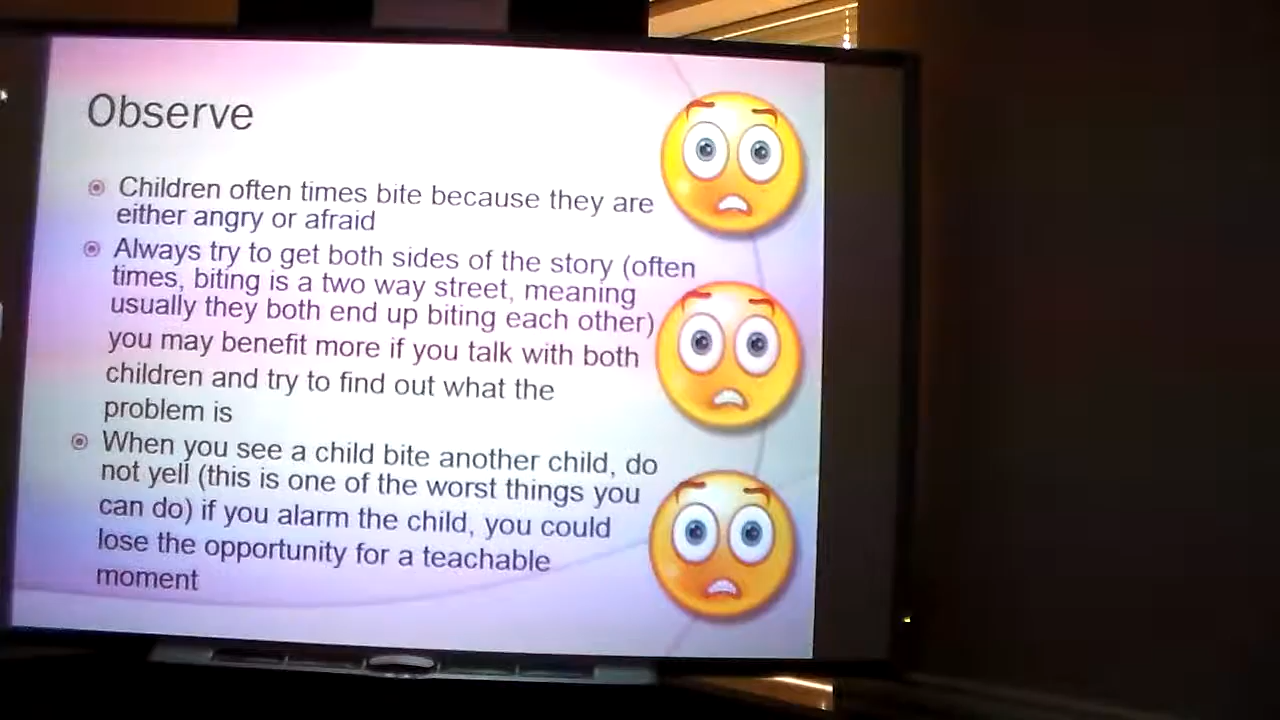 Observe
Children often times bite because they are
either angry or afraid
Always try to get both sides of the story (often
times, biting is a two way street, meaning
usually they both end up biting each other)
you may benefit more if you talk with both
children and try to find out what the
problem is
When you see a child bite another child, do
not yell (this is one of the worst things you
can do) if you alarm the child, you could
lose the opportunity for a teachable
moment